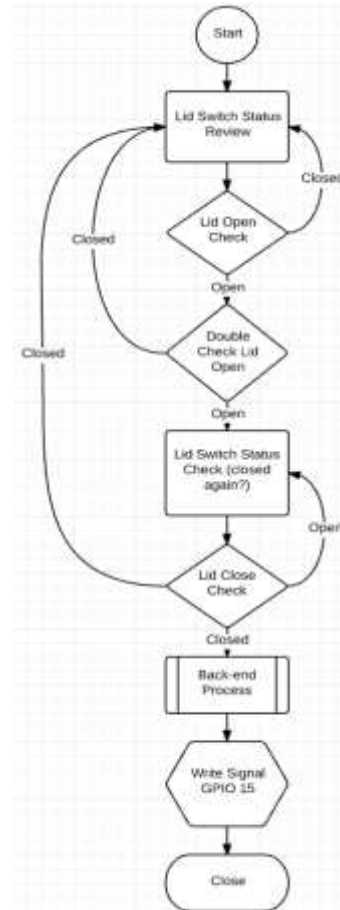 Start
Lid Switch Status
Review
Closed
Lid Open
Check
Closed
Open
Double
Check Lid
Open
Closed
Open
Lid Switch Status
Check (closed
again?)
Open
Lid Close
Check
Closed
Back-end
Process
Write Signal
GPIO 15
Close